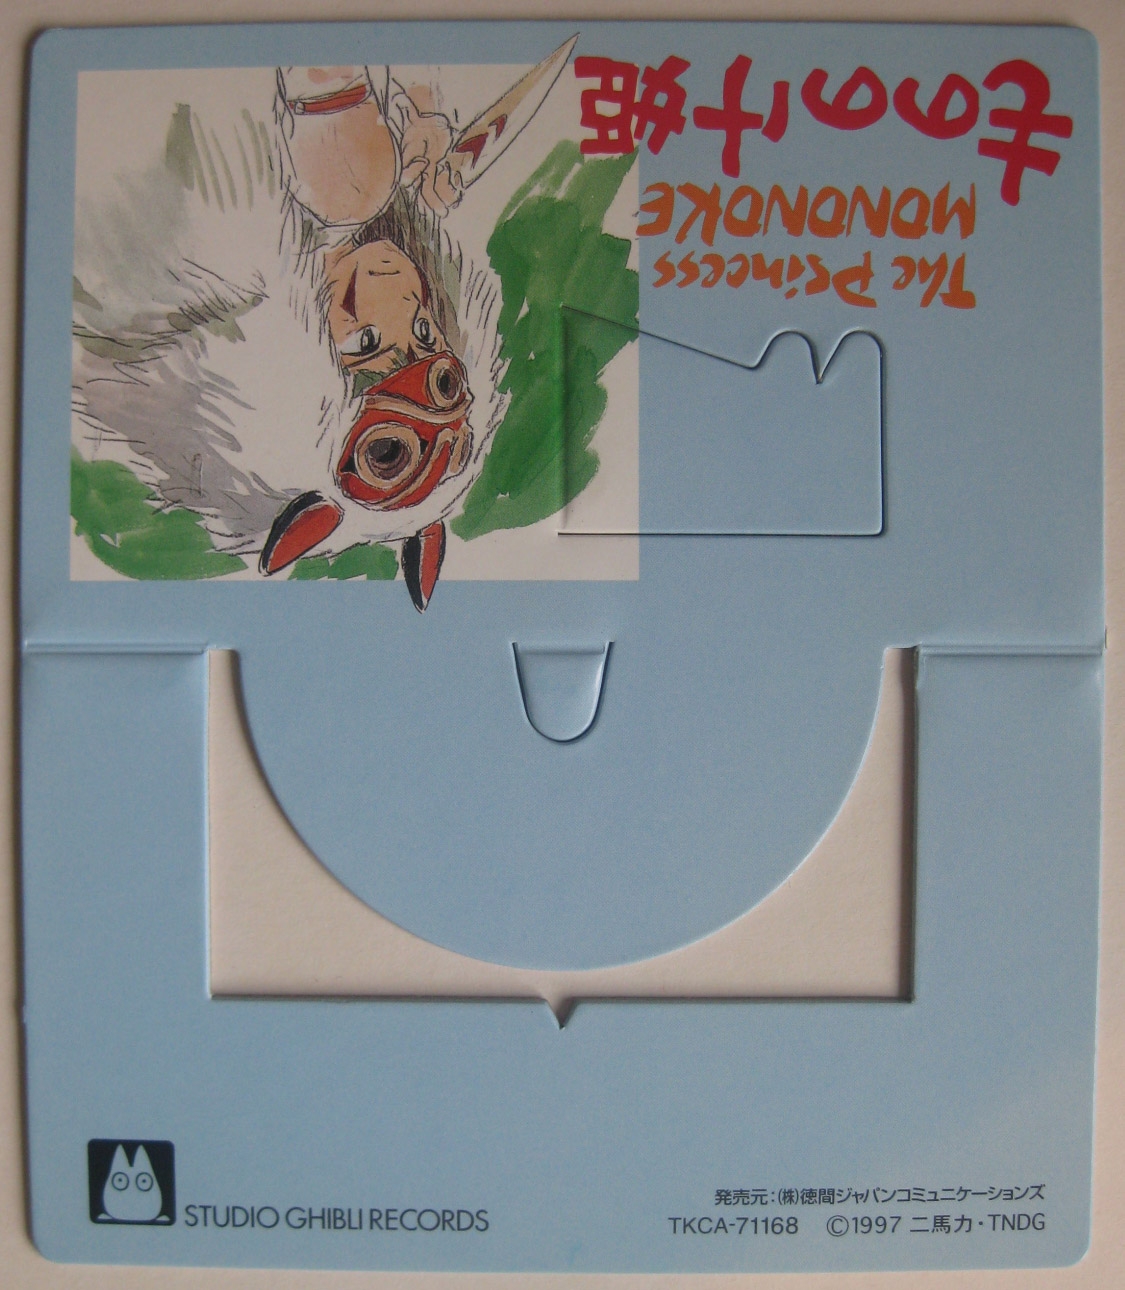 もののけ姫
The Princess
MONONOKE
STUDIO GHIBLI RECORDS
発売元:㈱徳間ジャパンコミュニケーションズ
TKCA-71168 ©1997 二馬力・TNDG